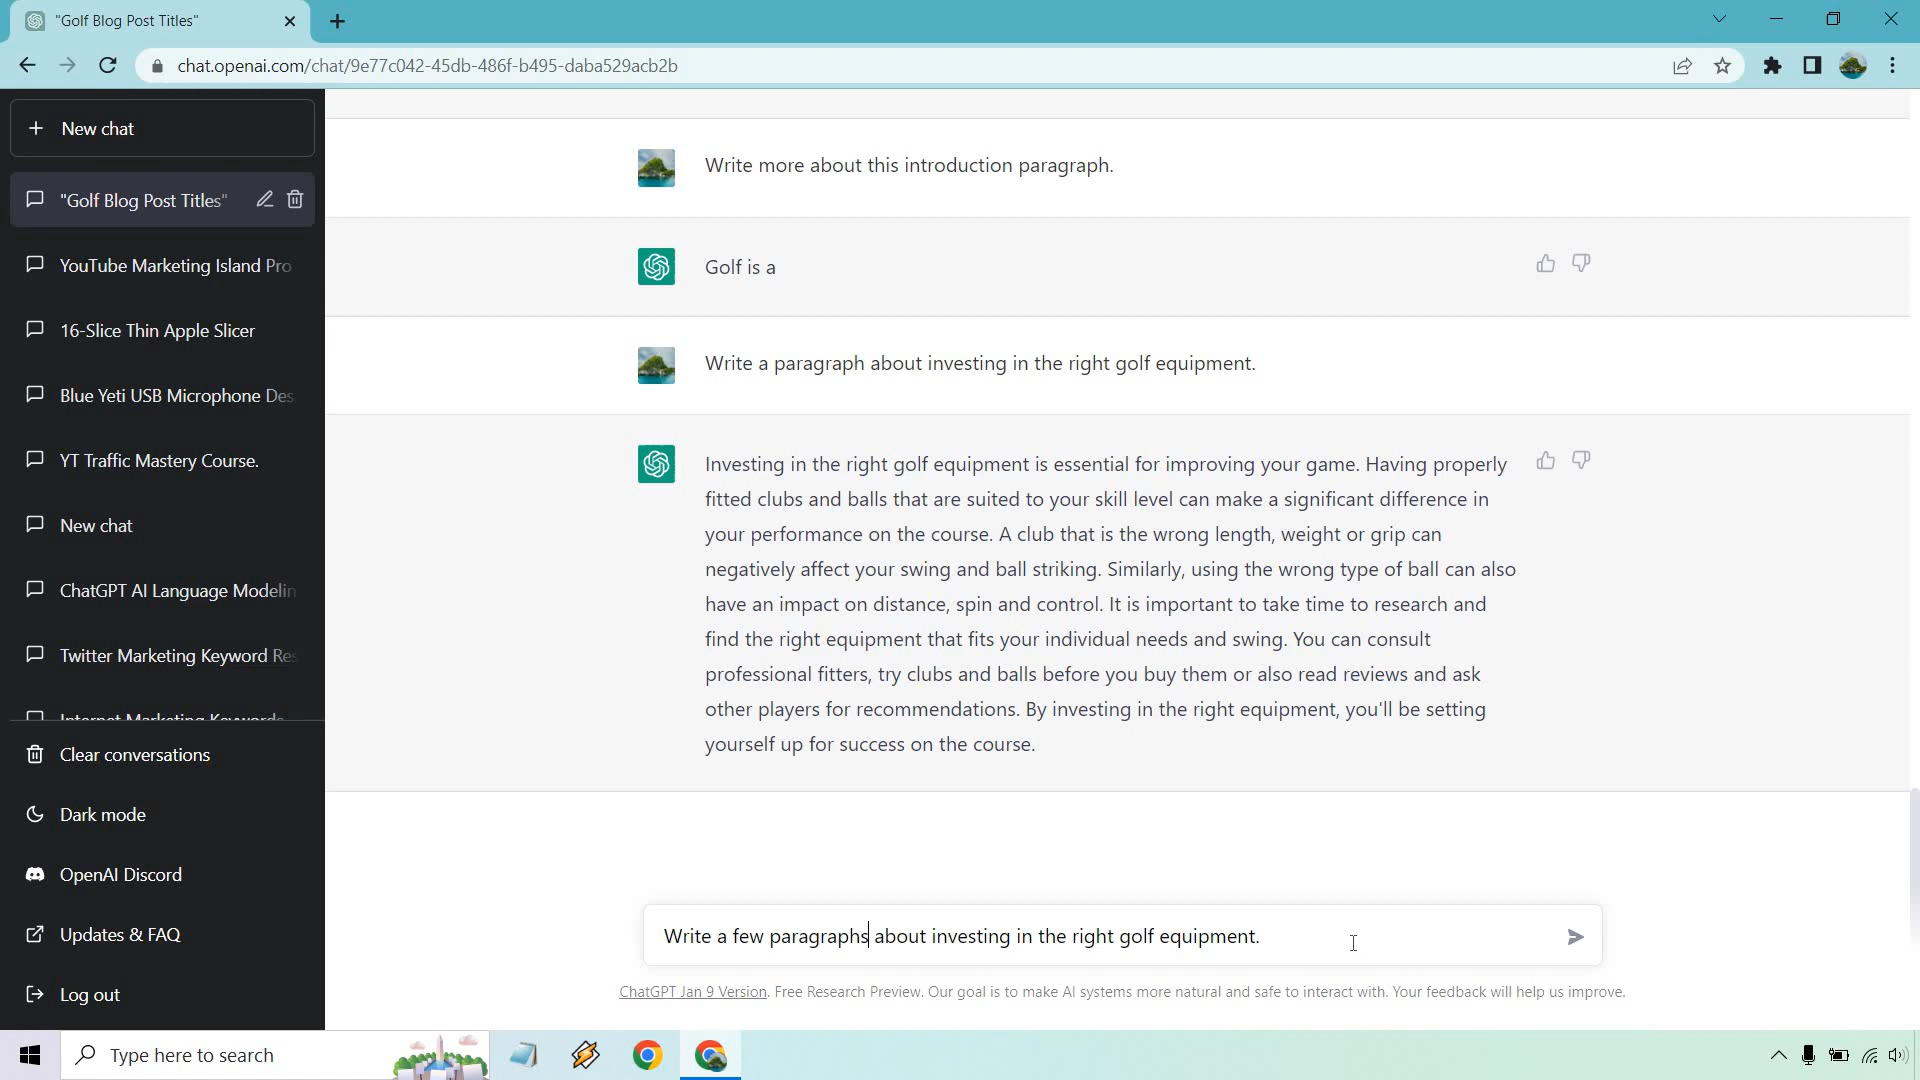 "Golf Blog Post Titles"
chat.openai.com/chat/9e77c042-45db-486f-b495-daba529acb2b
New chat
"Golf Blog Post Titles"
YouTube Marketing Island Pro
16-Slice Thin Apple Slicer
Blue Yeti USB Microphone Des
YT Traffic Mastery Course.
New chat
ChatGPT AI Language Modelin
Twitter Marketing Keyword Res
Internet Marketing Keywords
Clear conversations
Dark mode
OpenAI Discord
Updates & FAQ
Log out
Write more about this introduction paragraph.
Golf is a
Write a paragraph about investing in the right golf equipment.
Investing in the right golf equipment is essential for improving your game. Having properly
fitted clubs and balls that are suited to your skill level can make a significant difference in
your performance on the course. A club that is the wrong length, weight or grip can
negatively affect your swing and ball striking. Similarly, using the wrong type of ball can also
have an impact on distance, spin and control. It is important to take time to research and
find the right equipment that fits your individual needs and swing. You can consult
professional fitters, try clubs and balls before you buy them or also read reviews and ask
other players for recommendations. By investing in the right equipment, you'll be setting
yourself up for success on the course.
Write a few paragraphs about investing in the right golf equipment.
ChatGPT Jan 9 Version. Free Research Preview. Our goal is to make AI systems more natural and safe to interact with. Your feedback will help us improve.
Type here to search